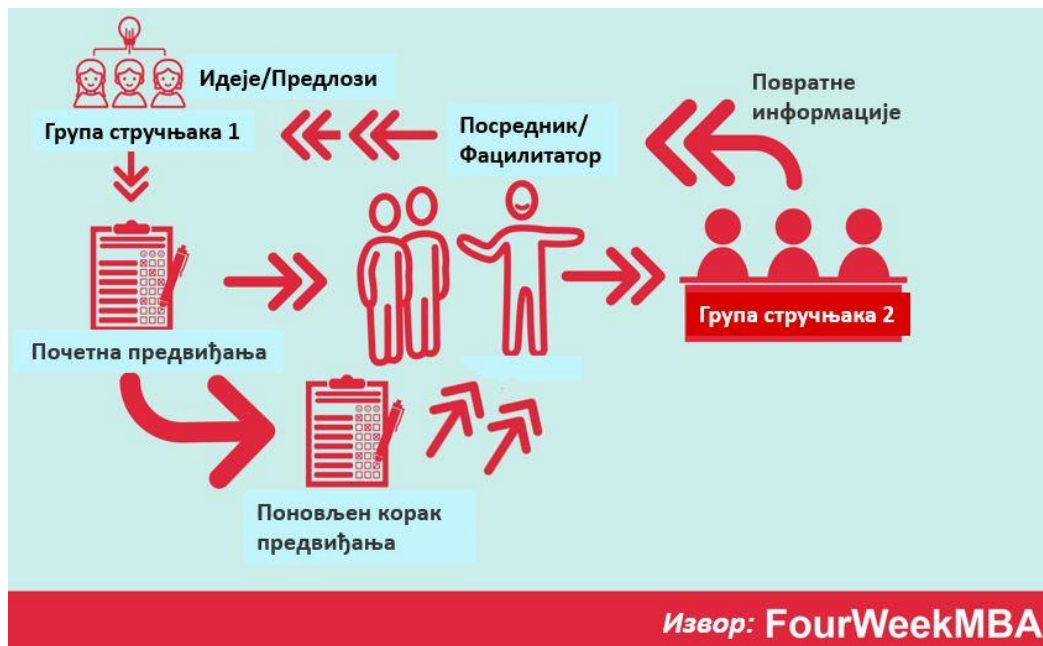 Идеје/Предлози
Група стручњака 1
Посредник/
Фацилитатор
Повратне
информације
Група стручњака 2
Почетна предвиђања
Поновљен корак
предвиђања
Извор: FourWeekMBA